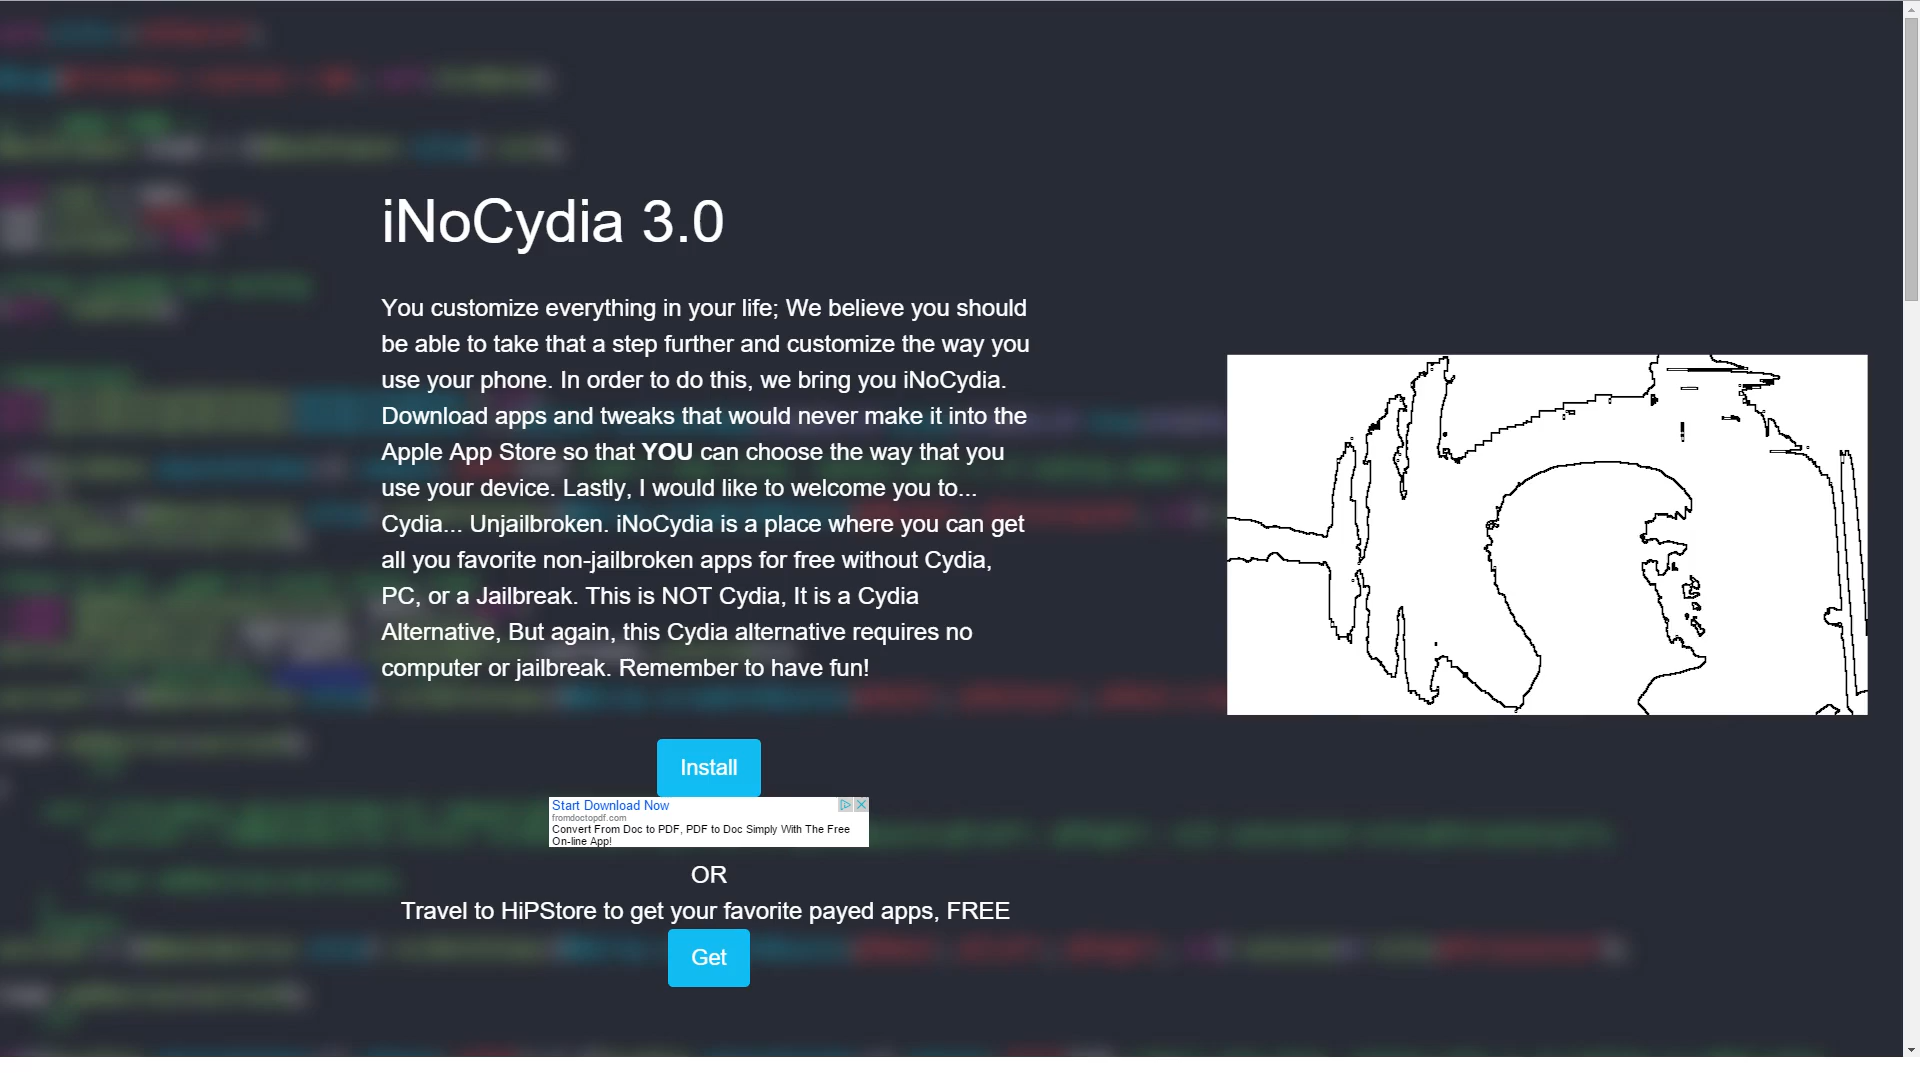 iNoCydia 3.0
You customize everything in your life; We believe you should
be able to take that a step further and customize the way you
use your phone. In order to do this, we bring you iNoCydia.
Download apps and tweaks that would never make it into the
Apple App Store so that YOU can choose the way that you
use your device. Lastly, I would like to welcome you to...
Cydia... Unjailbroken. iNoCydia is a place where you can get
all you favorite non-jailbroken apps for free without Cydia,
PC, or a Jailbreak. This is NOT Cydia, It is a Cydia
Alternative, But again, this Cydia alternative requires no
computer or jailbreak. Remember to have fun!
Install
Start Download Now
fromdoctopdf.com
Convert From Doc to PDF, PDF to Doc Simply With The Free
On-line App!
OR
Travel to HiPStore to get your favorite payed apps, FREE
Get